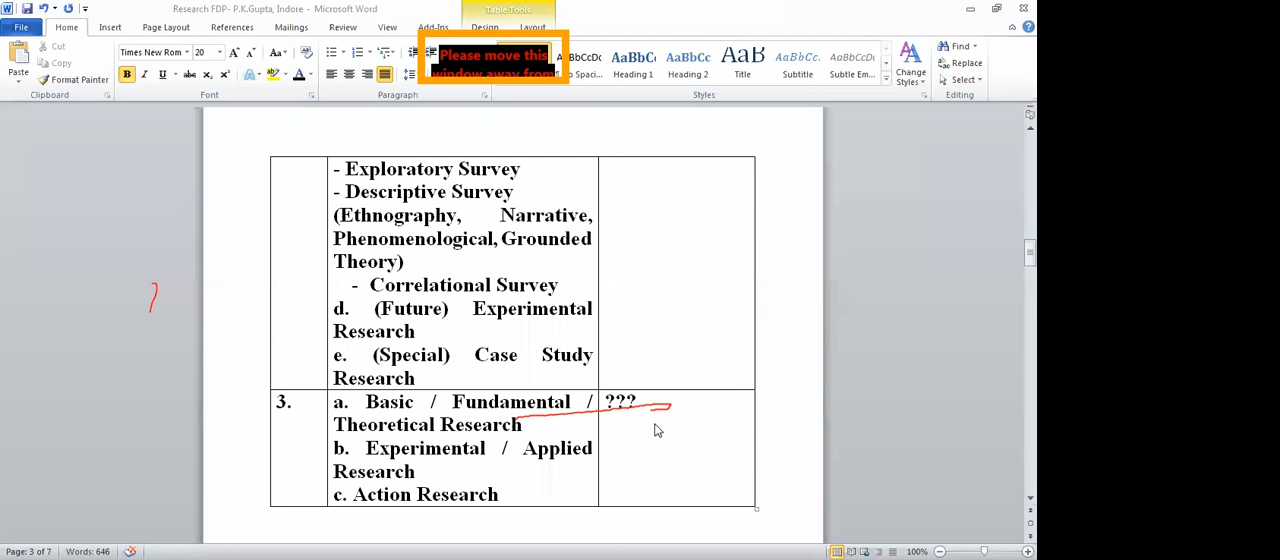 Research FDP- P.K.Gupta, Indore - Microsoft Word
Table Tools
File Home Insert Page Layout References Mailings Review View Add-Ins Design Layout
Paste
Cut
Copy
Format Painter
Clipboard
Times New Rom 20
Font
Paragraph
Please move this
window away from
AaBbCcDc AaBbCc AaBbCc AaB AaBbCc. AaBbCcDc
o Spaci... Heading 1 Heading 2 Title Subtitle Subtle Em...
Change
Styles
Styles
Find
Replace
Select
Editing
- Exploratory Survey
- Descriptive Survey
(Ethnography, Narrative,
Phenomenological, Grounded
Theory)
- Correlational Survey
d. (Future) Experimental
Research
e. (Special) Case Study
Research
3. a. Basic / Fundamental / ???
Theoretical Research
b. Experimental / Applied
Research
c. Action Research
Page: 3 of 7 Words: 646 100%